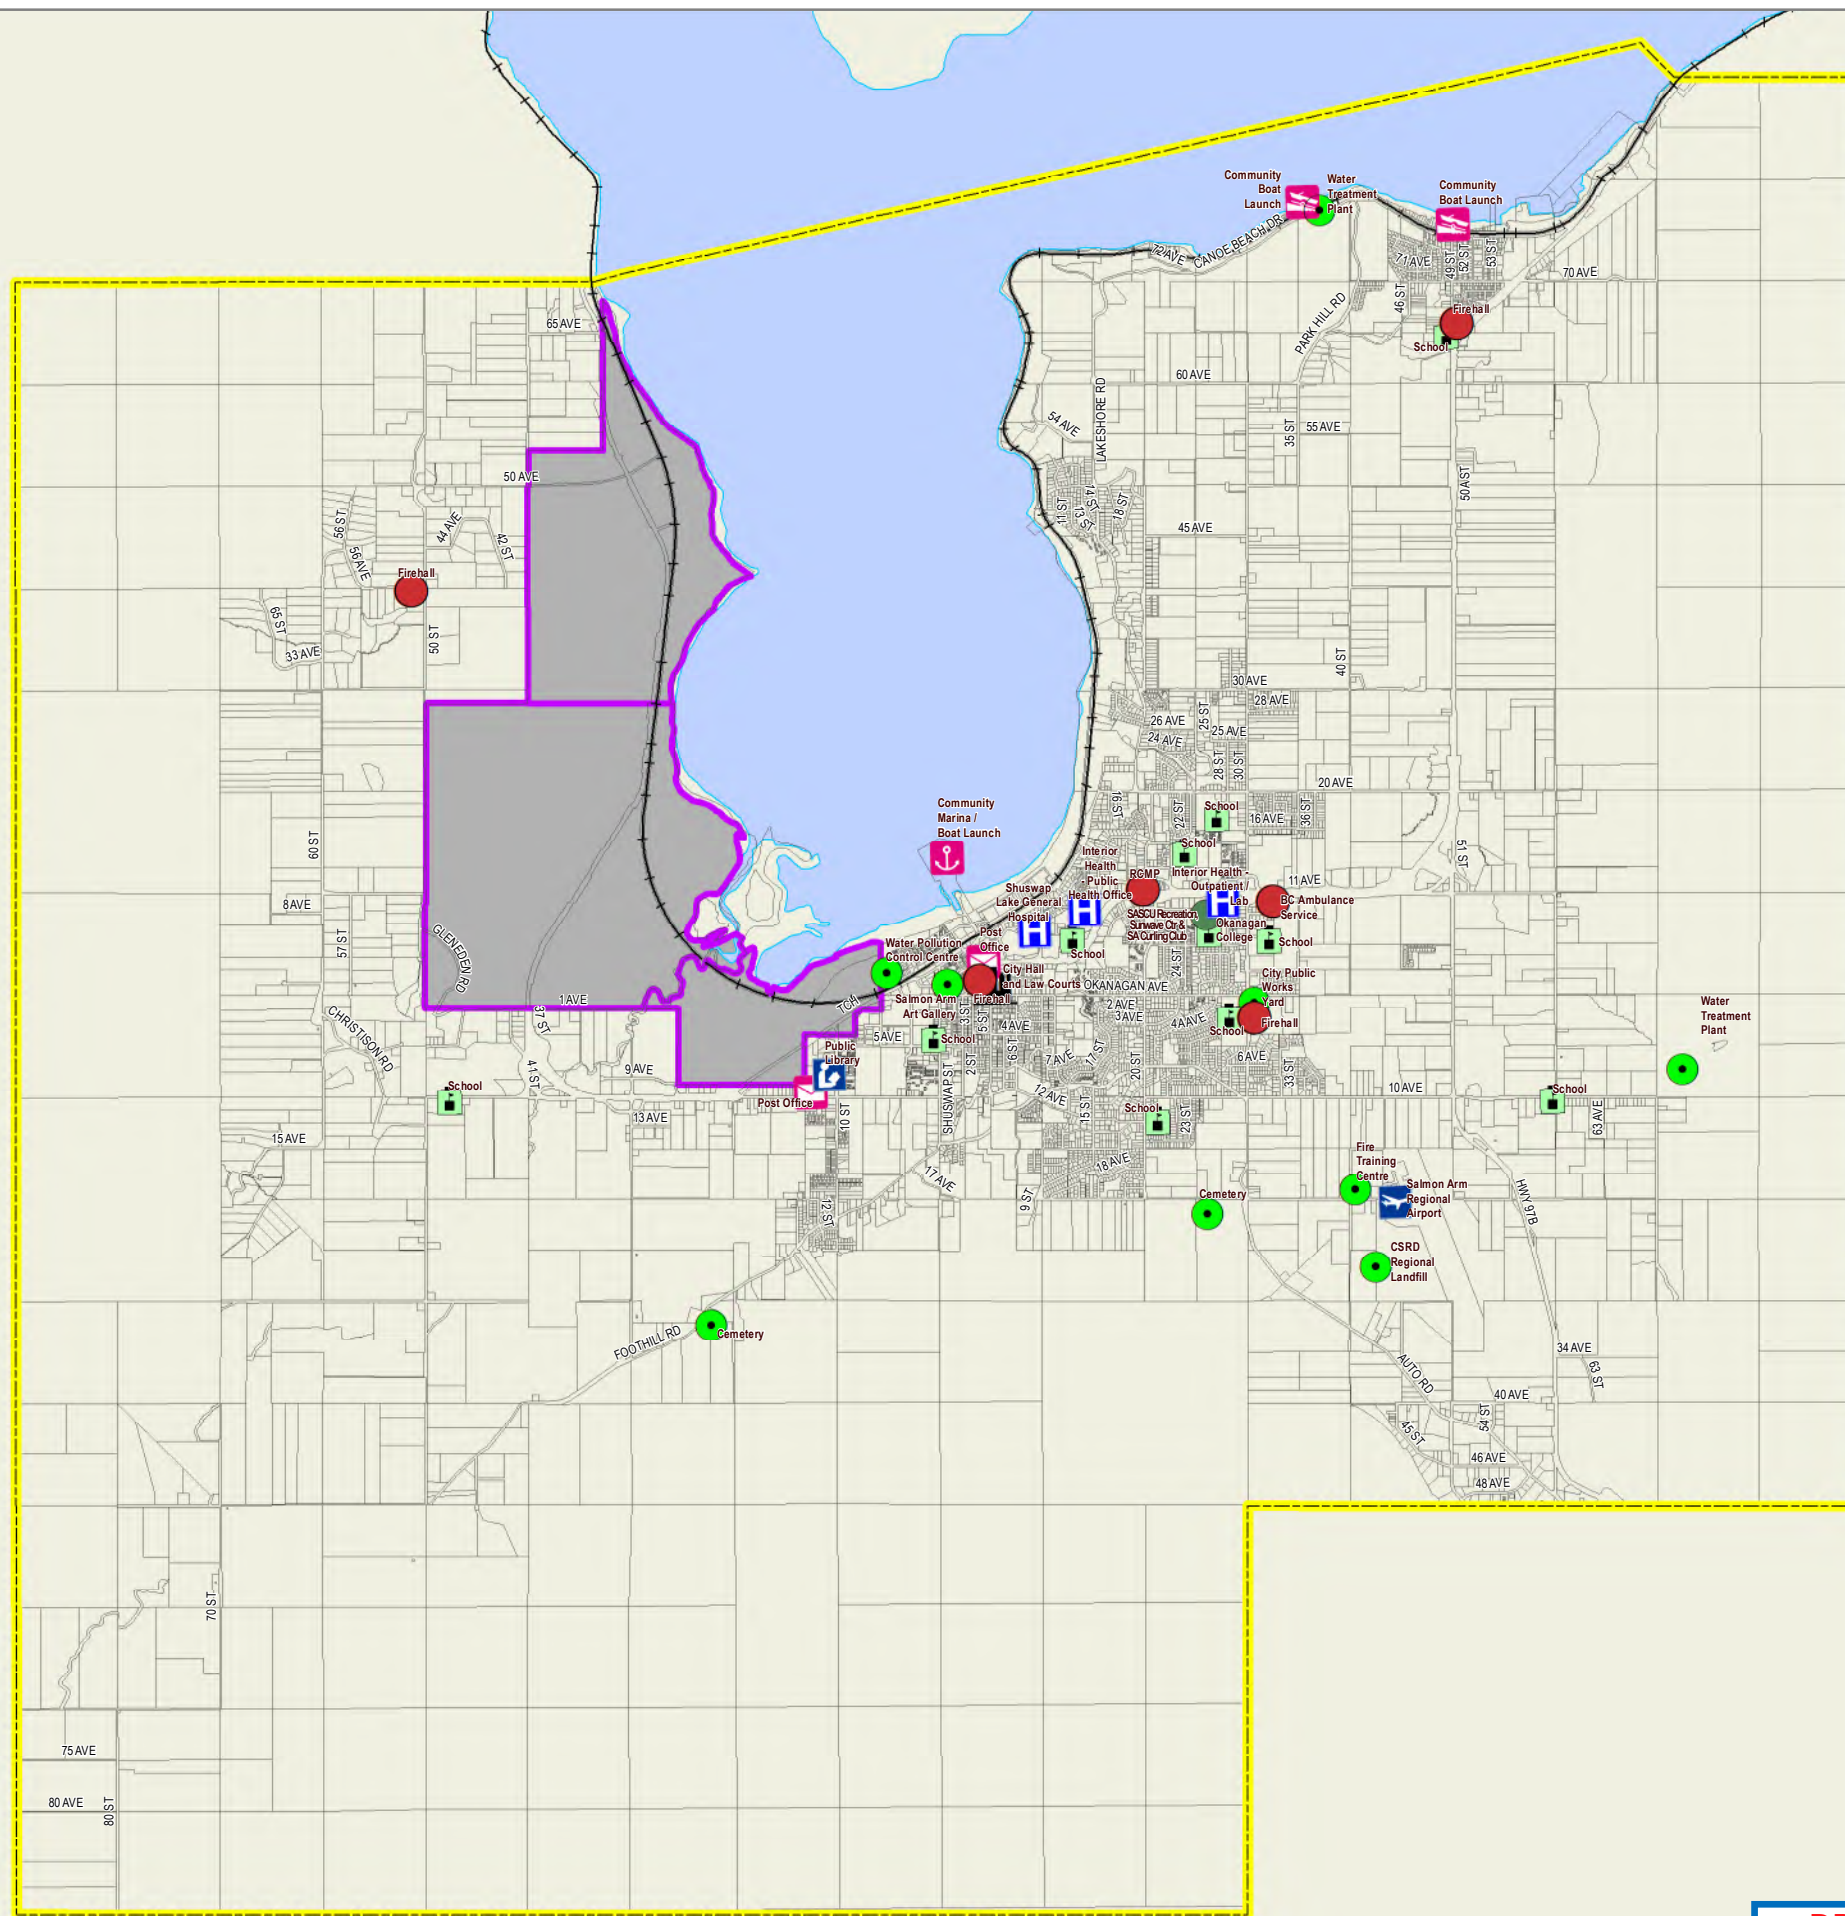 Community
Boat
Launch
Water
Treatment
Plant
Community
Boat Launch
72 AVE
CANOE BEACH DR
71 AVE
49 ST
52 ST
53 ST
70 AVE
46 ST
65 AVE
PARK HILL RD
Firehall
School
60 AVE
LAKESHORE RD
54 AVE
35 ST
55 AVE
50 AVE
50A ST
11 ST
14 ST
13 ST
18 ST
56 ST
44 AVE
42 ST
45 AVE
56 AVE
Firehall
65 ST
50 ST
33 AVE
40 ST
30 AVE
28 AVE
25 ST
26 AVE
25 AVE
24 AVE
28 ST
30 ST
20 AVE
16 ST
22 ST
School
36 ST
16 AVE
Community
Marina /
Boat Launch
60 ST
51 ST
School
Interior
Health
- Public
Health Office
RCMP
Interior Health -
Outpatient /
Lab
11 AVE
BC Ambulance
Service
Shuswap
Lake General
Hospital
8 AVE
SASCU Recreation,
Sunwave Ctr &
SA Curling Club
Okanagan
College
57 ST
GLENEDEN RD
Water Pollution
Control Centre
Post
Office
School
School
24 ST
City Hall
and Law Courts
OKANAGAN AVE
City Public
Works
Yard
1 AVE
TCH
Salmon Arm
Art Gallery
Firehall
2 AVE
3 AVE
4A AVE
School
Firehall
Water
Treatment
Plant
CHRISTISON RD
37 ST
3 ST
5 ST
4 AVE
5 AVE
School
6 ST
7 AVE
17 ST
6 AVE
Public
Library
41 ST
9 AVE
2 ST
20 ST
33 ST
10 AVE
School
SHUSWAP ST
12 AVE
School
Post Office
13 AVE
10 ST
15 ST
School
23 ST
63 AVE
15 AVE
17 AVE
18 AVE
Fire
Training
Centre
9 ST
12 ST
Cemetery
Salmon Arm
Regional
Airport
HWY 97B
CSRD
Regional
Landfill
FOOTHILL RD
Cemetery
34 AVE
AUTO RD
63 ST
40 AVE
54 ST
45 ST
46 AVE
48 AVE
70 ST
75 AVE
80 AVE
80 ST